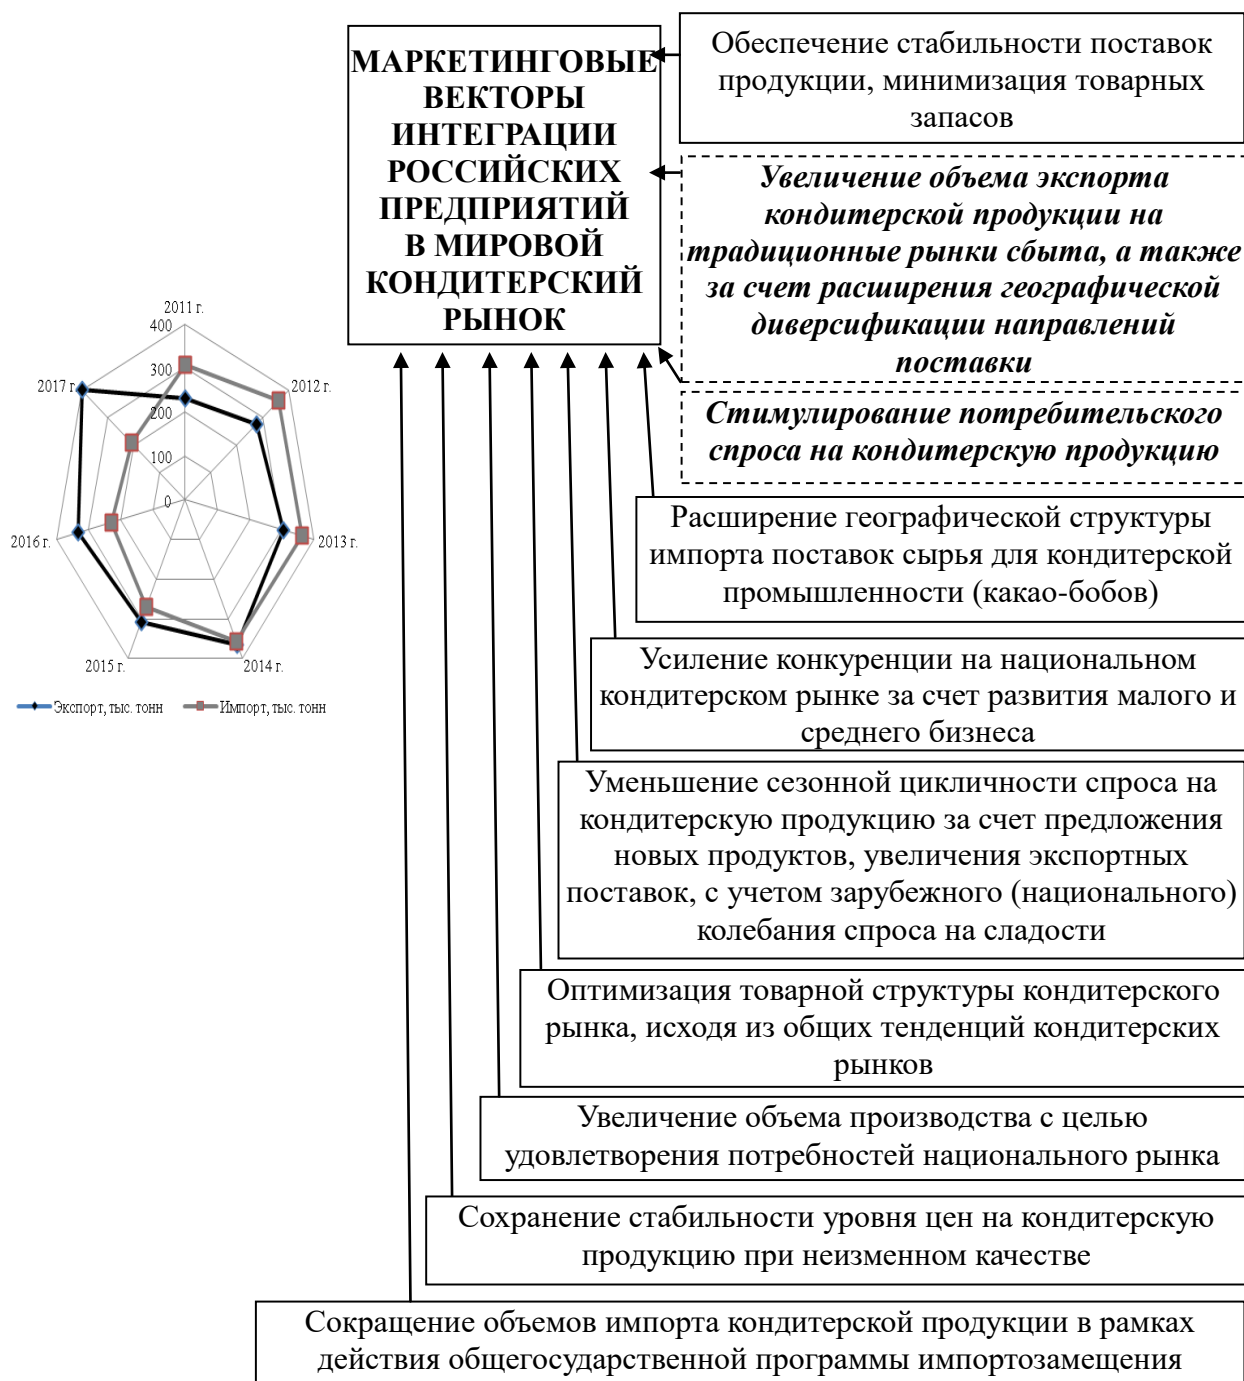 МАРКЕТИНГОВЫЕ
ВЕКТОРЫ
ИНТЕГРАЦИИ
РОССИЙСКИХ
ПРЕДПРИЯТИЙ
В МИРОВОЙ
КОНДИТЕРСКИЙ
РЫНОК
Обеспечение стабильности поставок
продукции, минимизация товарных
запасов
Увеличение объема экспорта
кондитерской продукции на
традиционные рынки сбыта, а также
за счет расширения географической
диверсификации направлений
поставки
Стимулирование потребительского
спроса на кондитерскую продукцию
Расширение географической структуры
импорта поставок сырья для кондитерской
промышленности (какао-бобов)
Усиление конкуренции на национальном
кондитерском рынке за счет развития малого и
среднего бизнеса
Уменьшение сезонной цикличности спроса на
кондитерскую продукцию за счет предложения
новых продуктов, увеличения экспортных
поставок, с учетом зарубежного (национального)
колебания спроса на сладости
Оптимизация товарной структуры кондитерского
рынка, исходя из общих тенденций кондитерских
рынков
Увеличение объема производства с целью
удовлетворения потребностей национального рынка
Сохранение стабильности уровня цен на кондитерскую
продукцию при неизменном качестве
Сокращение объемов импорта кондитерской продукции в рамках
действия общегосударственной программы импортозамещения
2011 г.
400
300
200
100
0
2012 г.
2013 г.
2014 г.
2015 г.
2016 г.
2017 г.
Экспорт, тыс. тонн
Импорт, тыс. тонн